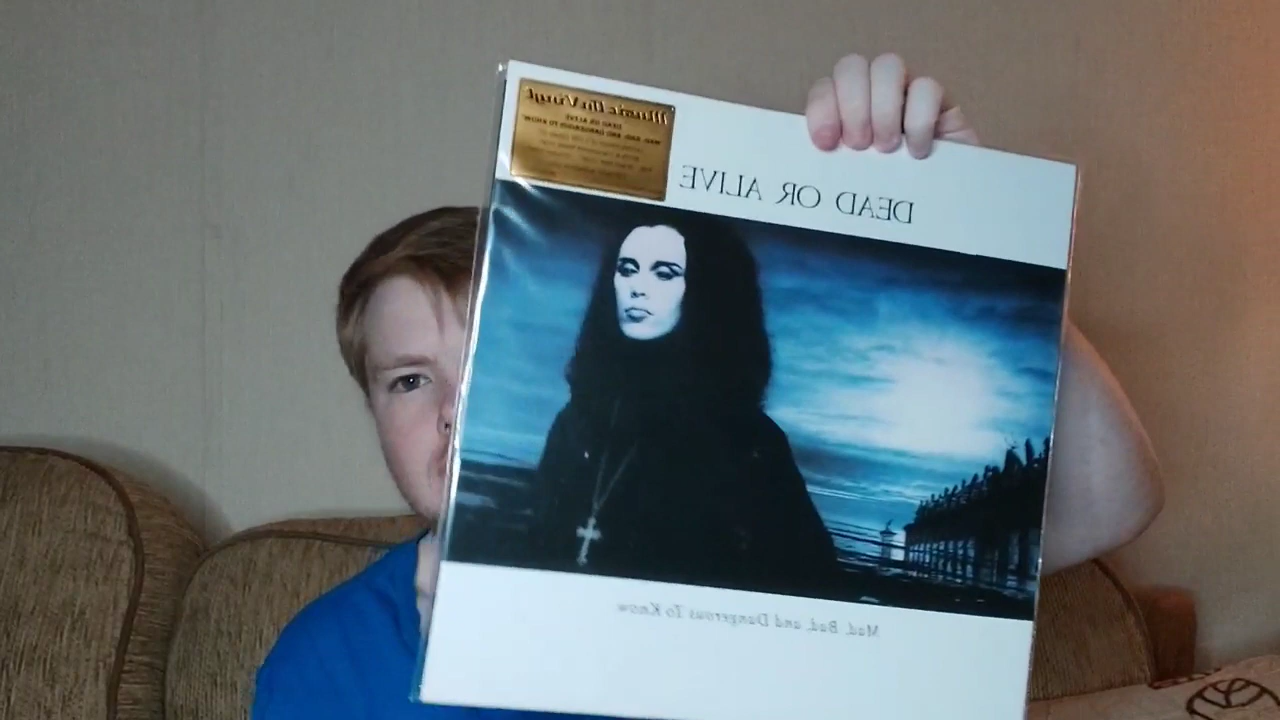 Music On Vinyl
DEAD OR ALIVE
MAD, BAD, AND DANGEROUS TO KNOW
DEAD OR ALIVE
Mad, Bad, and Dangerous To Know